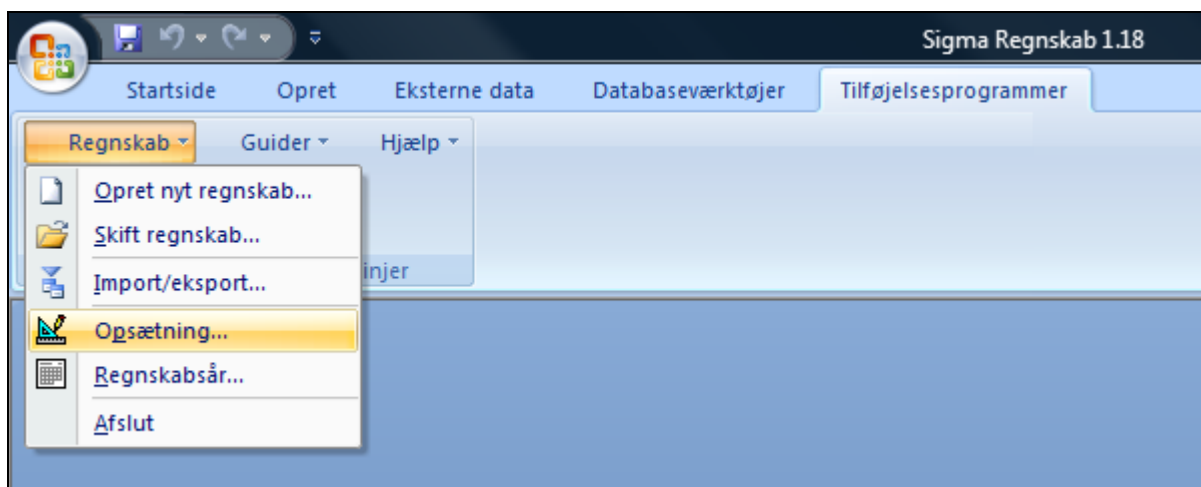 Sigma Regnskab 1.18
Startside Opret Eksterne data Databaseværktøjer Tilføjelsesprogrammer
Regnskab Guider Hjælp
Opret nyt regnskab...
Skift regnskab...
Import/eksport...
Opsætning...
Regnskabsår...
Afslut